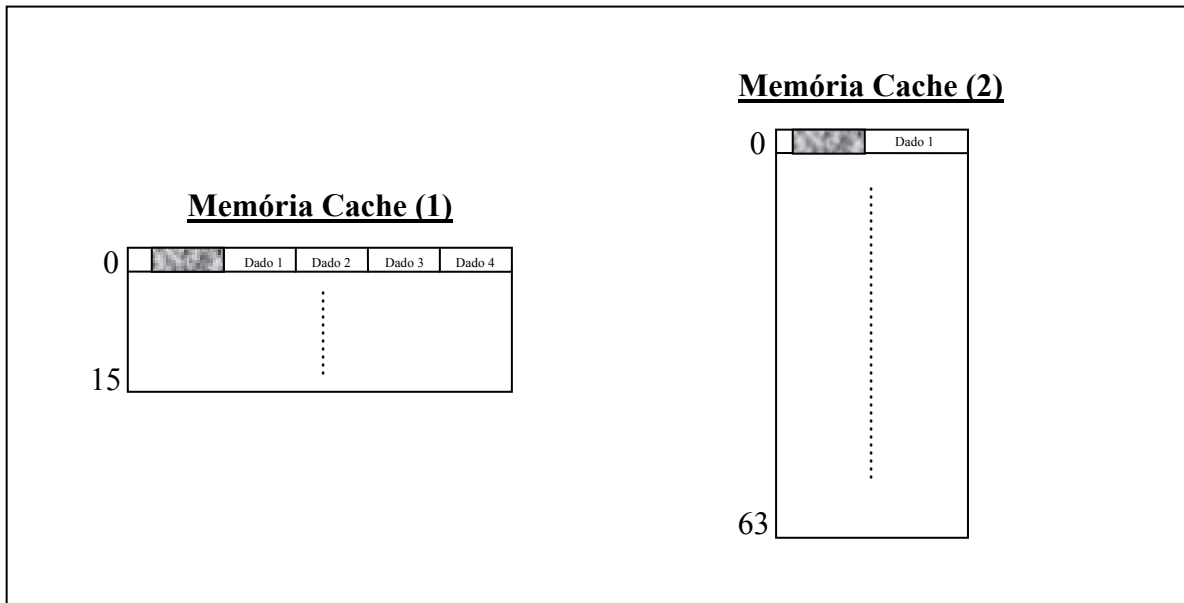 Memória Cache (1)
0
Dado 1 Dado 2 Dado 3 Dado 4
15
Memória Cache (2)
0
Dado 1
63